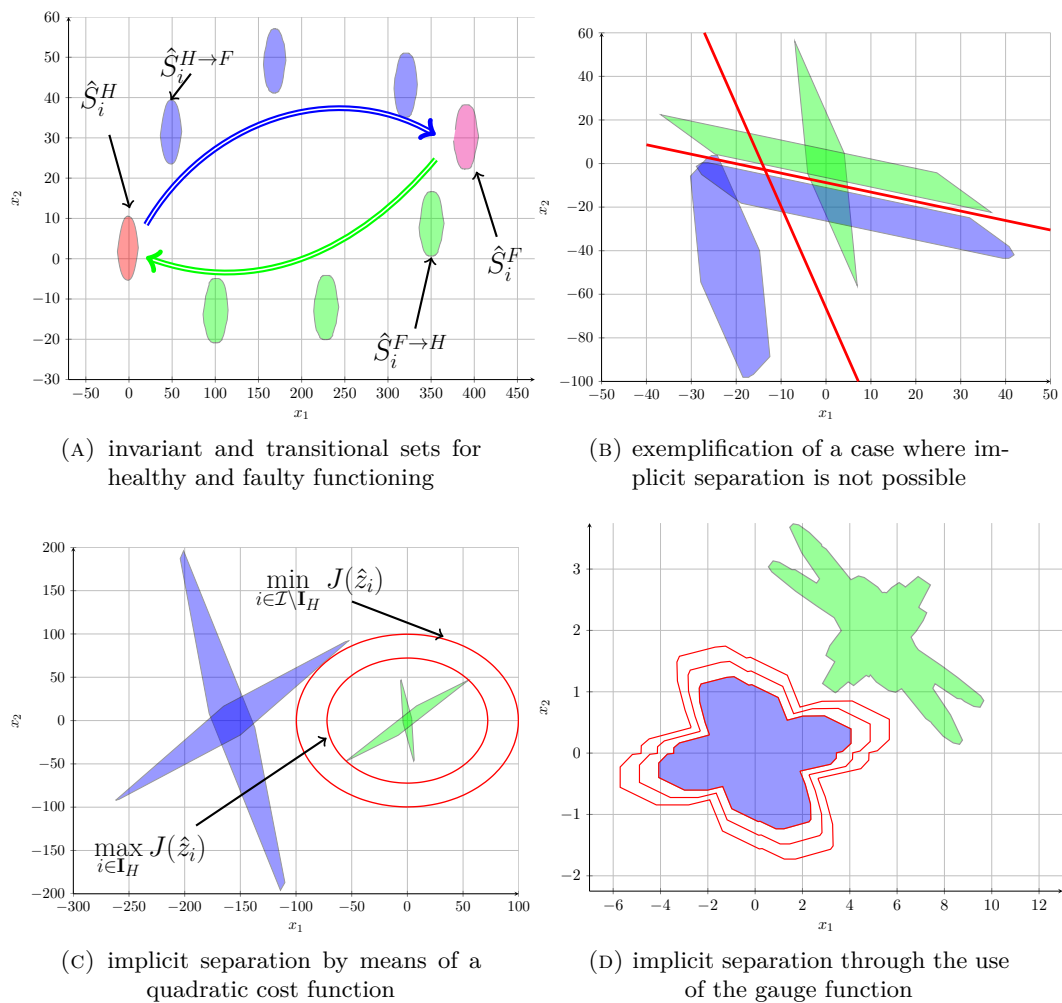 60
50
40
30
20
10
0
−10
−20
−30
−50 0 50 100 150 200 250 300 350 400 450
x₁
x₂
Ŝᵢᴴ
Ŝᵢᴴ→ꟳ
Ŝᵢꟳ
Ŝᵢꟳ→ᴴ
(A) invariant and transitional sets for
healthy and faulty functioning
60
40
20
0
−20
−40
−60
−80
−100
−50 −40 −30 −20 −10 0 10 20 30 40 50
x₁
x₂
(B) exemplification of a case where im-
plicit separation is not possible
200
150
100
50
0
−50
−100
−150
−200
−300 −250 −200 −150 −100 −50 0 50 100
x₁
x₂
min J(ẑᵢ)
i∈𝓘\𝐈_H
max J(ẑᵢ)
i∈𝐈_H
(C) implicit separation by means of a
quadratic cost function
3
2
1
0
−1
−2
−6 −4 −2 0 2 4 6 8 10 12
x₁
x₂
(D) implicit separation through the use
of the gauge function